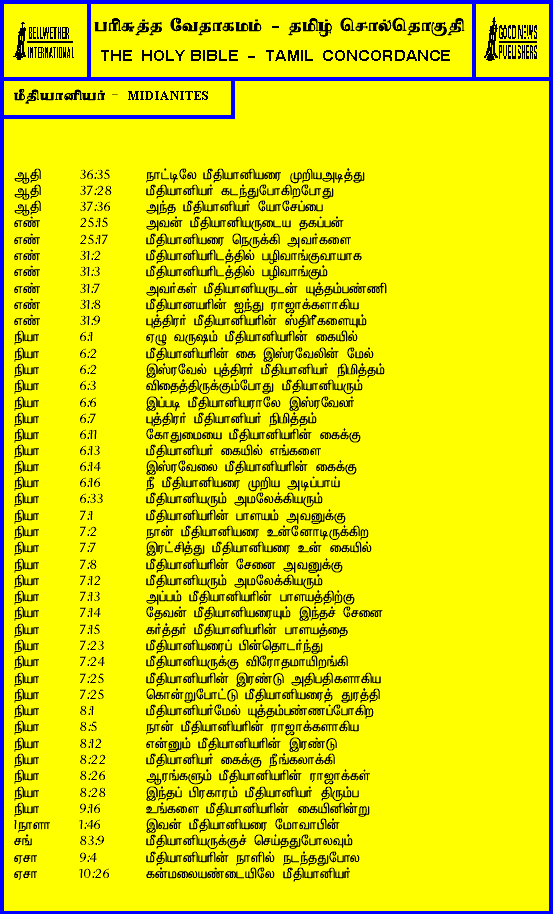 BELLWETHER
INTERNATIONAL
பரிசுத்த வேதாகமம் - தமிழ் சொல்தொகுதி
THE HOLY BIBLE - TAMIL CONCORDANCE
GOOD NEWS
PUBLISHERS
மீதியானியர் - MIDIANITES
ஆதி 36:35 நாட்டிலே மீதியானியரை முறியஅடித்து
ஆதி 37:28 மீதியானியர் கடந்துபோகிறபோது
ஆதி 37:36 அந்த மீதியானியர் யோசேப்பை
எண் 25:15 அவன் மீதியானியருடைய தகப்பன்
எண் 25:17 மீதியானியரை நெருக்கி அவர்களை
எண் 31:2 மீதியானியரிடத்தில் பழிவாங்குவாயாக
எண் 31:3 மீதியானியரிடத்தில் பழிவாங்கும்
எண் 31:7 அவர்கள் மீதியானியருடன் யுத்தம்பண்ணி
எண் 31:8 மீதியானயரின் ஐந்து ராஜாக்களாகிய
எண் 31:9 புத்திரர் மீதியானியரின் ஸ்திரீகளையும்
நியா 6:1 ஏழு வருஷம் மீதியானியரின் கையில்
நியா 6:2 மீதியானியரின் கை இஸ்ரவேலின் மேல்
நியா 6:2 இஸ்ரவேல் புத்திரர் மீதியானியர் நிமித்தம்
நியா 6:3 விதைத்திருக்கும்போது மீதியானியரும்
நியா 6:6 இப்படி மீதியானியராலே இஸ்ரவேலர்
நியா 6:7 புத்திரர் மீதியானியர் நிமித்தம்
நியா 6:11 கோதுமையை மீதியானியரின் கைக்கு
நியா 6:13 மீதியானியர் கையில் எங்களை
நியா 6:14 இஸ்ரவேலை மீதியானியரின் கைக்கு
நியா 6:16 நீ மீதியானியரை முறிய அடிப்பாய்
நியா 6:33 மீதியானியரும் அமலேக்கியரும்
நியா 7:1 மீதியானியரின் பாளயம் அவனுக்கு
நியா 7:2 நான் மீதியானியரை உன்னோடிருக்கிற
நியா 7:7 இரட்சித்து மீதியானியரை உன் கையில்
நியா 7:8 மீதியானியரின் சேனை அவனுக்கு
நியா 7:12 மீதியானியரும் அமலேக்கியரும்
நியா 7:13 அப்பம் மீதியானியரின் பாளயத்திற்கு
நியா 7:14 தேவன் மீதியானியரையும் இந்தச் சேனை
நியா 7:15 கர்த்தர் மீதியானியரின் பாளயத்தை
நியா 7:23 மீதியானியரைப் பின்தொடர்ந்து
நியா 7:24 மீதியானியருக்கு விரோதமாயிறங்கி
நியா 7:25 மீதியானியரின் இரண்டு அதிபதிகளாகிய
நியா 7:25 கொன்றுபோட்டு மீதியானியரைத் துரத்தி
நியா 8:1 மீதியானியர்மேல் யுத்தம்பண்ணப்போகிற
நியா 8:5 நான் மீதியானியரின் ராஜாக்களாகிய
நியா 8:12 என்னும் மீதியானியரின் இரண்டு
நியா 8:22 மீதியானியர் கைக்கு நீங்கலாக்கி
நியா 8:26 ஆரங்களும் மீதியானியரின் ராஜாக்கள்
நியா 8:28 இந்தப் பிரகாரம் மீதியானியர் திரும்ப
நியா 9:16 உங்களை மீதியானியரின் கையினின்று
1நாளா 1:46 இவன் மீதியானியரை மோவாபின்
சங் 83:9 மீதியானியருக்குச் செய்ததுபோலவும்
ஏசா 9:4 மீதியானியரின் நாளில் நடந்ததுபோல
ஏசா 10:26 கன்மலையண்டையிலே மீதியானியர்